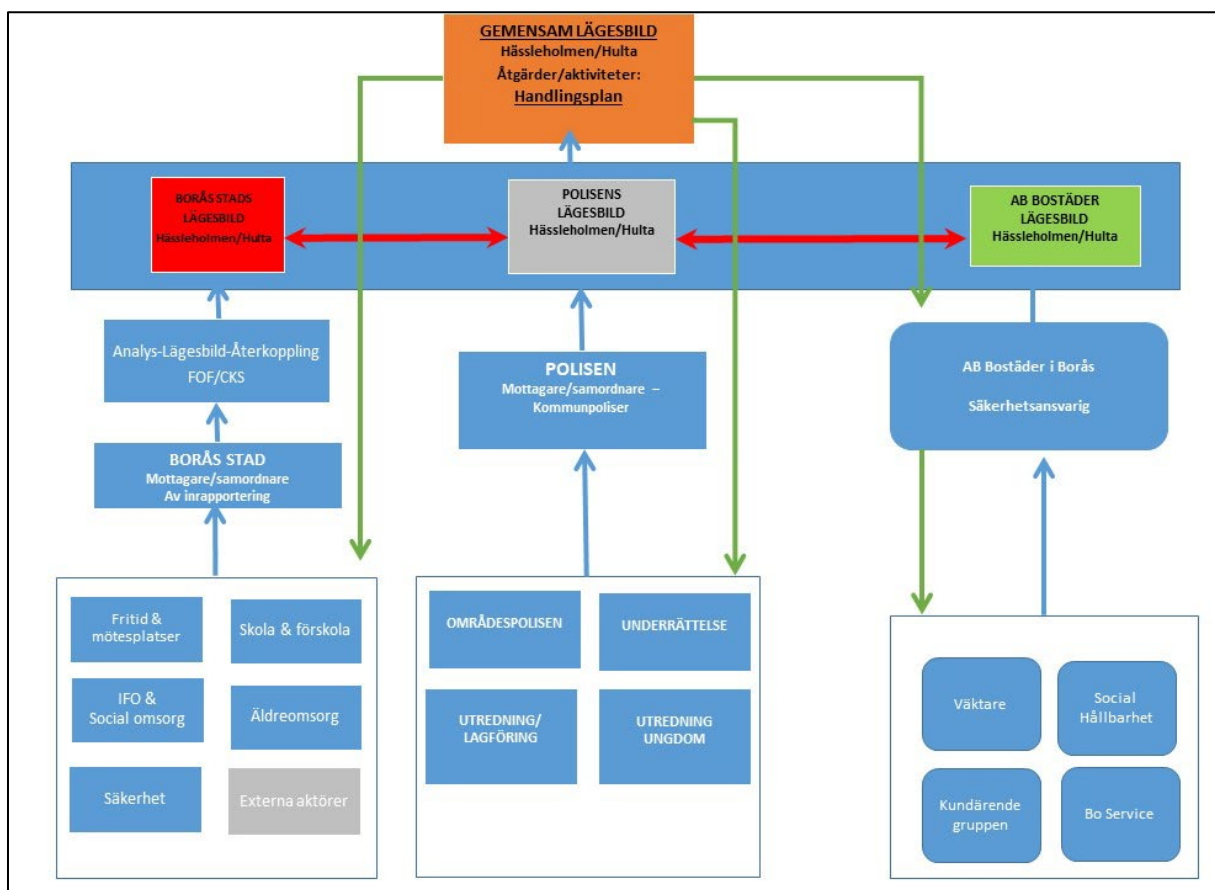 GEMENSAM LÄGESBILD
Hässleholmen/Hulta
Åtgärder/aktiviteter:
Handlingsplan
BORÅS STADS
LÄGESBILD
Hässleholmen/Hulta
POLISENS
LÄGESBILD
Hässleholmen/Hulta
AB BOSTÄDER
LÄGESBILD
Hässleholmen/Hulta
Analys-Lägesbild-Återkoppling
FOF/CKS
BORÅS STAD
Mottagare/samordnare
Av inrapportering
POLISEN
Mottagare/samordnare –
Kommunpoliser
AB Bostäder i Borås
Säkerhetsansvarig
Fritid &
mötesplatser
Skola & förskola
IFO &
Social omsorg
Äldreomsorg
Säkerhet
Externa aktörer
OMRÅDESPOLISEN
UNDERRÄTTELSE
UTREDNING/
LAGFÖRING
UTREDNING
UNGDOM
Väktare
Social
Hållbarhet
Kundärende
gruppen
Bo Service